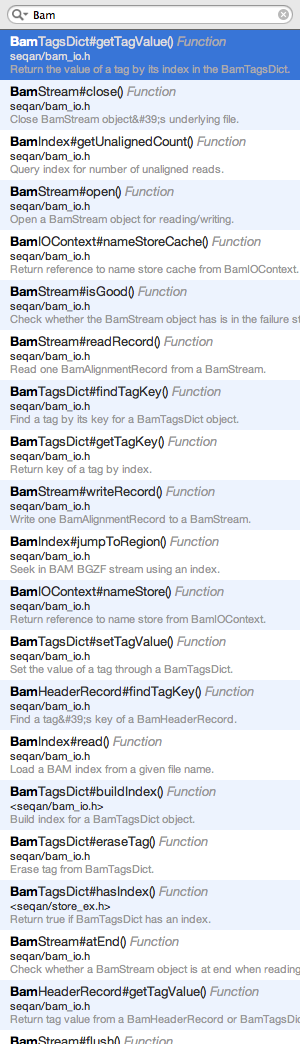 Bam
BamTagsDict#getTagValue() Function
seqan/bam_io.h
Return the value of a tag by its index in the BamTagsDict.
BamStream#close() Function
seqan/bam_io.h
Close BamStream object&#39;s underlying file.
BamIndex#getUnalignedCount() Function
seqan/bam_io.h
Query index for number of unaligned reads.
BamStream#open() Function
seqan/bam_io.h
Open a BamStream object for reading/writing.
BamIOContext#nameStoreCache() Function
seqan/bam_io.h
Return reference to name store cache from BamIOContext.
BamStream#isGood() Function
seqan/bam_io.h
Check whether the BamStream object has is in the failure st
BamStream#readRecord() Function
seqan/bam_io.h
Read one BamAlignmentRecord from a BamStream.
BamTagsDict#findTagKey() Function
seqan/bam_io.h
Find a tag by its key for a BamTagsDict object.
BamTagsDict#getTagKey() Function
seqan/bam_io.h
Return key of a tag by index.
BamStream#writeRecord() Function
seqan/bam_io.h
Write one BamAlignmentRecord to a BamStream.
BamIndex#jumpToRegion() Function
seqan/bam_io.h
Seek in BAM BGZF stream using an index.
BamIOContext#nameStore() Function
seqan/bam_io.h
Return reference to name store from BamIOContext.
BamTagsDict#setTagValue() Function
seqan/bam_io.h
Set the value of a tag through a BamTagsDict.
BamHeaderRecord#findTagKey() Function
seqan/bam_io.h
Find a tag&#39;s key of a BamHeaderRecord.
BamIndex#read() Function
seqan/bam_io.h
Load a BAM index from a given file name.
BamTagsDict#buildIndex() Function
<seqan/bam_io.h>
Build index for a BamTagsDict object.
BamTagsDict#eraseTag() Function
seqan/bam_io.h
Erase tag from BamTagsDict.
BamTagsDict#hasIndex() Function
<seqan/store_ex.h>
Return true if BamTagsDict has an index.
BamStream#atEnd() Function
seqan/bam_io.h
Check whether a BamStream object is at end when reading
BamHeaderRecord#getTagValue() Function
seqan/bam_io.h
Return tag value from a BamHeaderRecord or BamTagsDic
BamStream#flush() Function